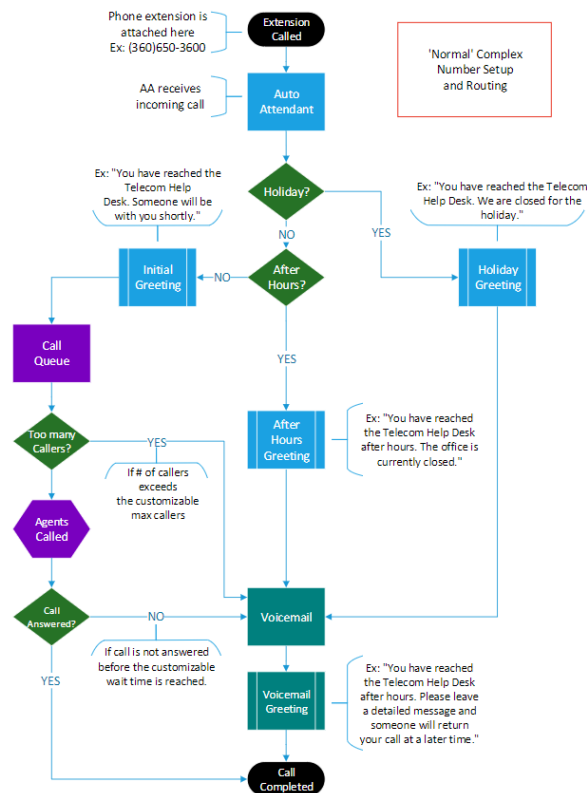 Phone extension is
attached here
Ex: (360)650-3600
Extension
Called
'Normal' Complex
Number Setup
and Routing
AA receives
incoming call
Auto
Attendant
Ex: "You have reached the
Telecom Help
Desk. Someone will be
with you shortly."
Holiday?
Ex: "You have reached the Telecom
Help Desk. We are closed for the
holiday."
NO
YES
Initial
Greeting
NO
After
Hours?
Holiday
Greeting
Call
Queue
YES
Too many
Callers?
YES
If # of callers
exceeds
the customizable
max callers
After
Hours
Greeting
Ex: "You have reached
the Telecom Help Desk
after hours. The office is
currently closed."
Agents
Called
Call
Answered?
NO
If call is not answered
before the customizable
wait time is reached.
Voicemail
YES
Voicemail
Greeting
Ex: "You have reached
the Telecom Help Desk
after hours. Please leave
a detailed message and
someone will return
your call at a later time."
Call
Completed